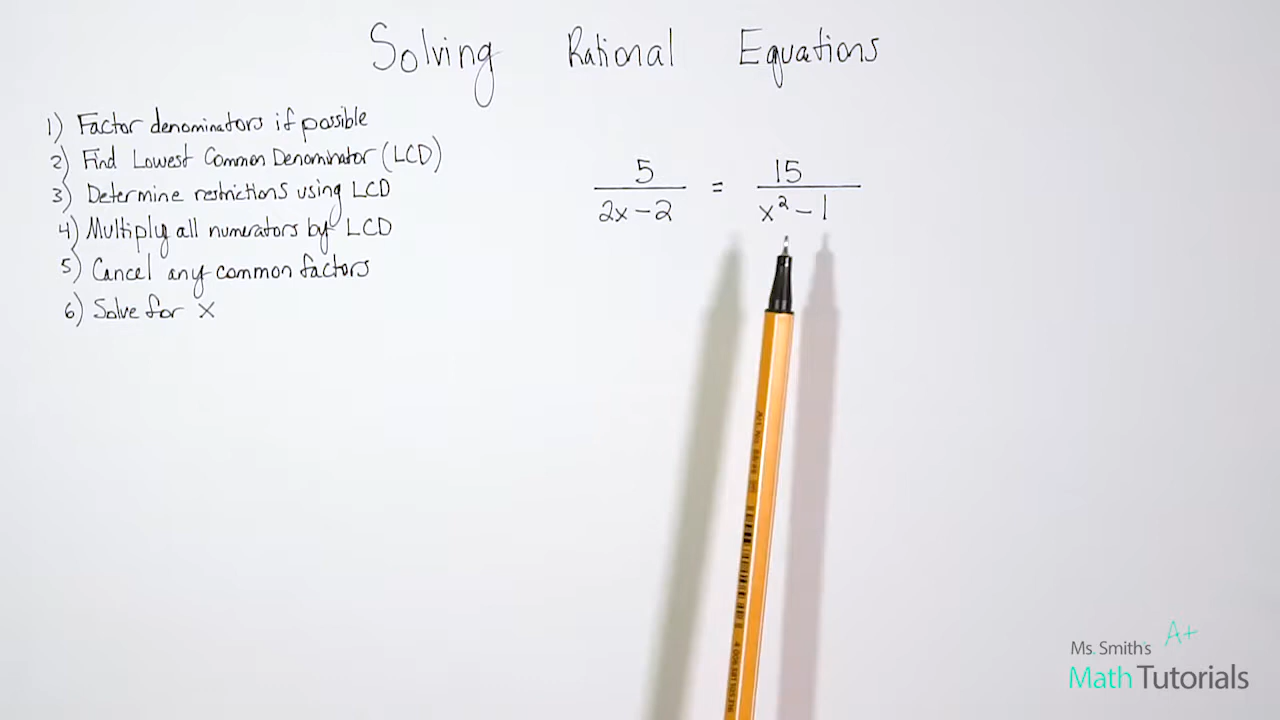 Solving Rational Equations
1) Factor denominators if possible
2) Find Lowest Common Denominator (LCD)
3) Determine restrictions using LCD
4) Multiply all numerators by LCD
5) Cancel any common factors
6) Solve for x
5 / 2x - 2 = 15 / x² - 1
Ms. Smith's A+
Math Tutorials